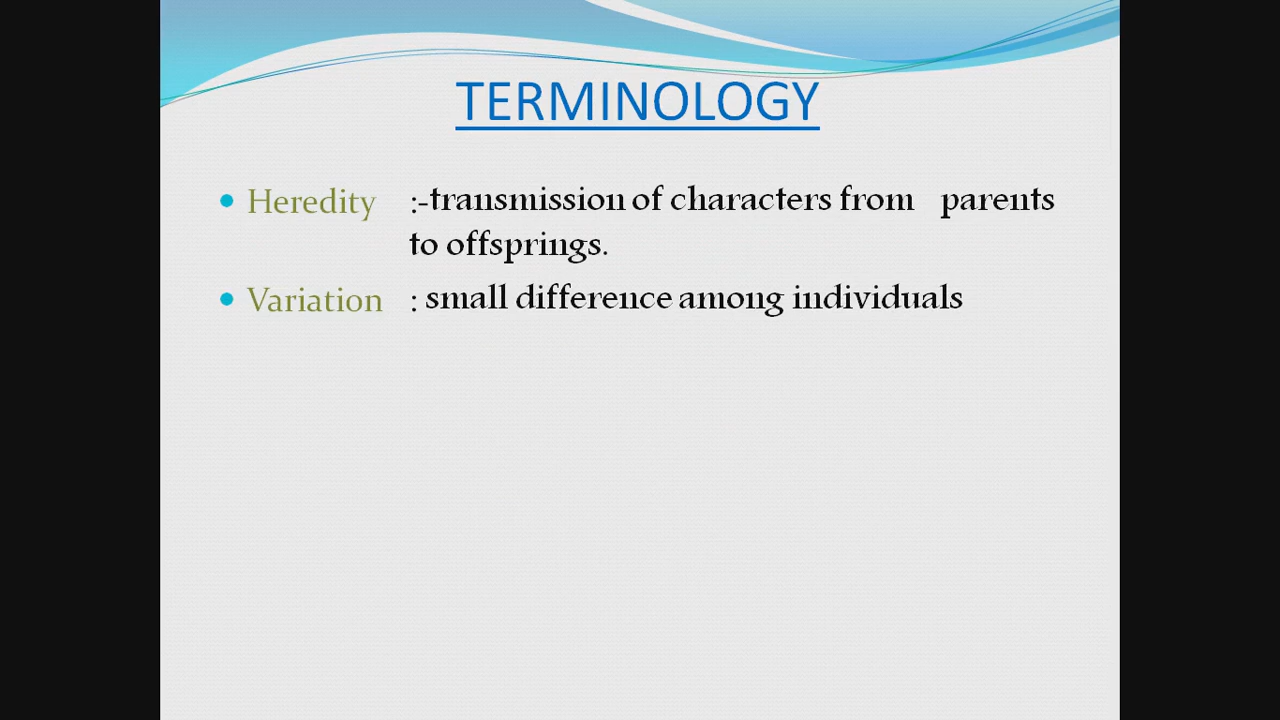 TERMINOLOGY
• Heredity :-transmission of characters from parents
to offsprings.
• Variation : small difference among individuals